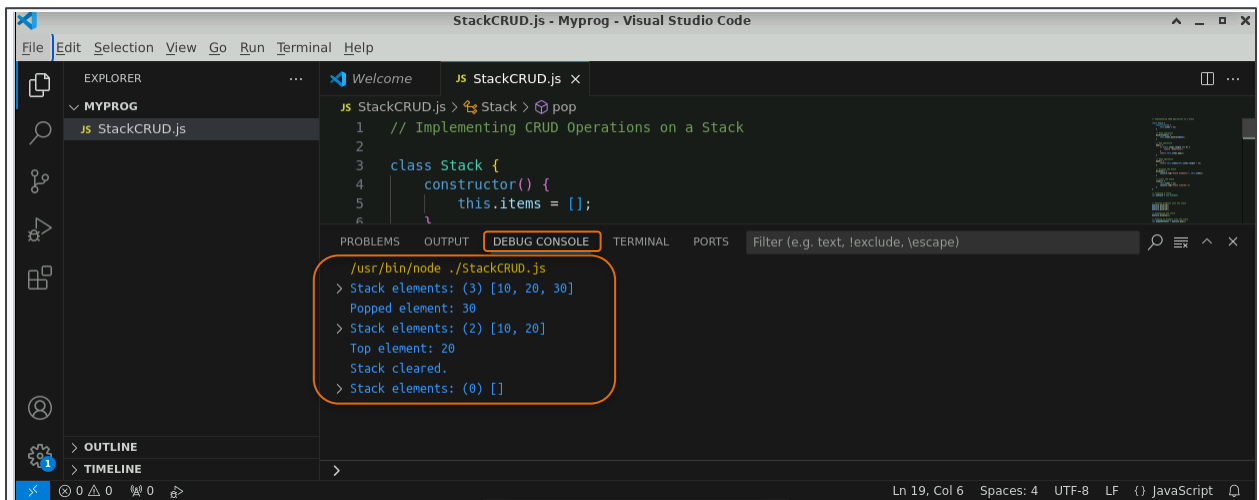 StackCRUD.js - Myprog - Visual Studio Code
File Edit Selection View Go Run Terminal Help
EXPLORER ...
MYPROG
JS StackCRUD.js
Welcome JS StackCRUD.js ×
JS StackCRUD.js > Stack > pop
1 // Implementing CRUD Operations on a Stack
2
3 class Stack {
4 constructor() {
5 this.items = [];
6 }
PROBLEMS OUTPUT DEBUG CONSOLE TERMINAL PORTS Filter (e.g. text, !exclude, \escape)
/usr/bin/node ./StackCRUD.js
> Stack elements: (3) [10, 20, 30]
Popped element: 30
> Stack elements: (2) [10, 20]
Top element: 20
Stack cleared.
> Stack elements: (0) []
>
1
> OUTLINE
> TIMELINE
0 0 0 Ln 19, Col 6 Spaces: 4 UTF-8 LF {} JavaScript